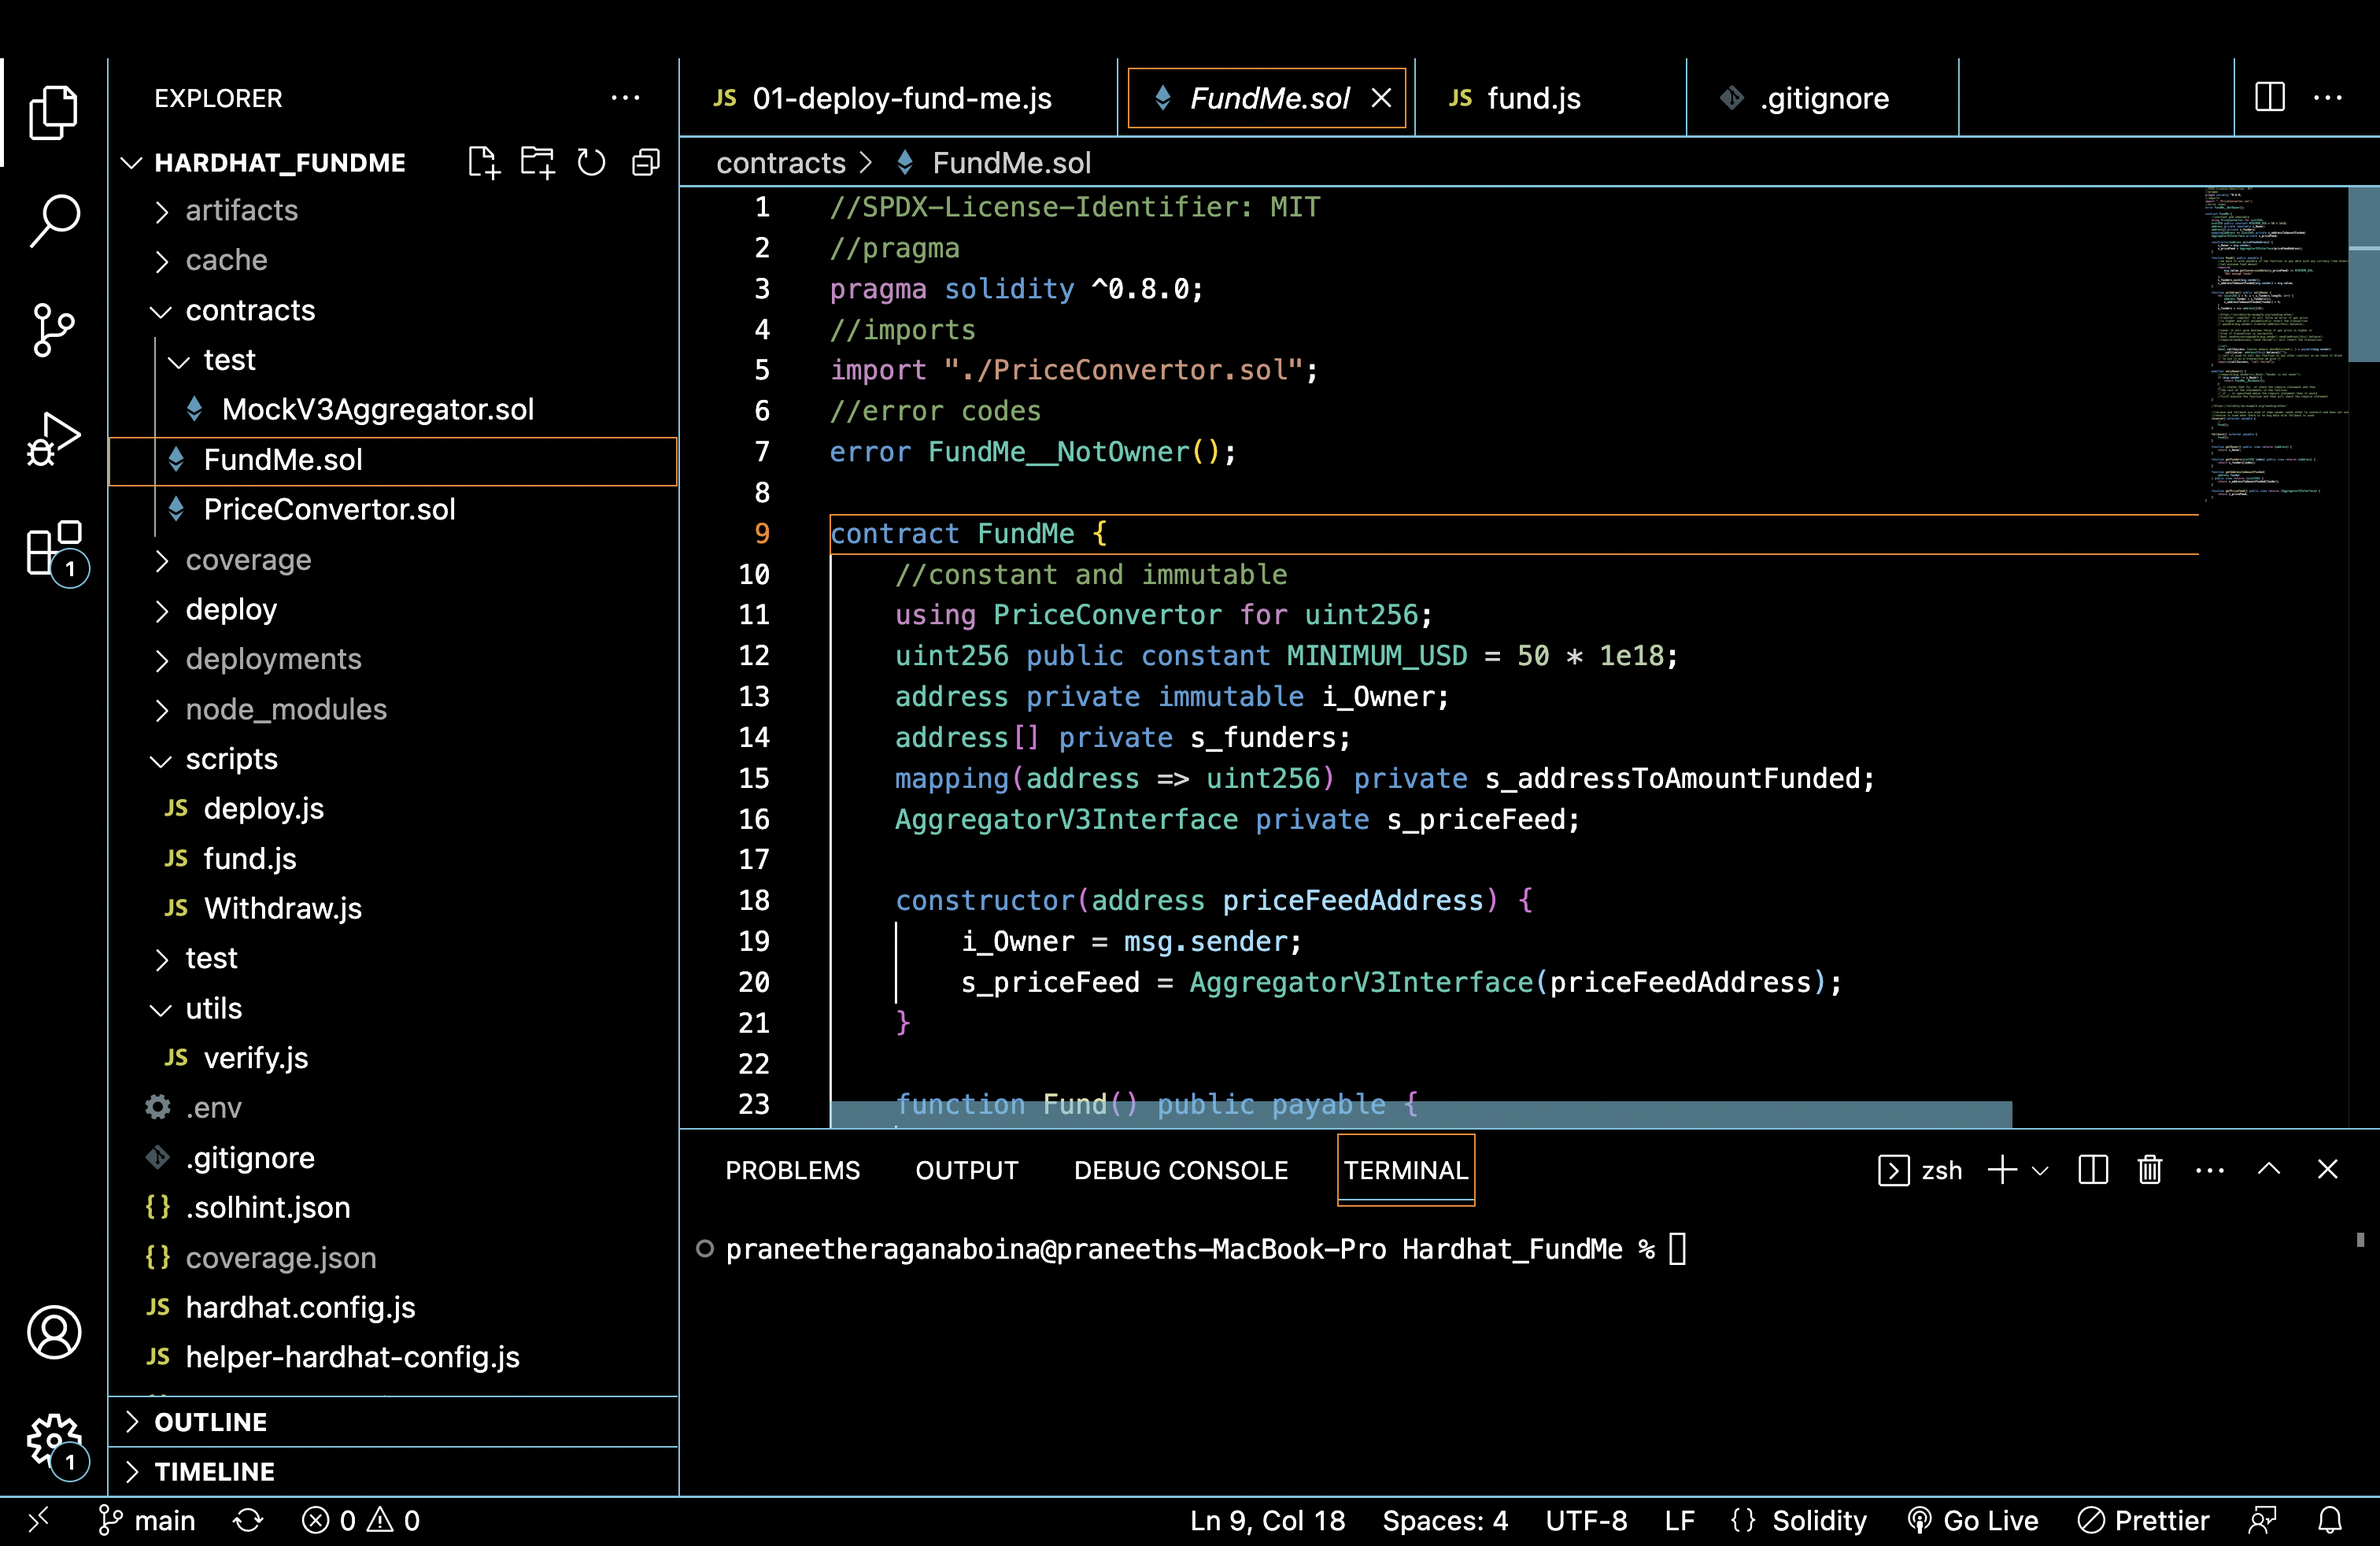 EXPLORER
HARDHAT_FUNDME
artifacts
cache
contracts
test
MockV3Aggregator.sol
FundMe.sol
PriceConvertor.sol
coverage
deploy
deployments
node_modules
scripts
JS deploy.js
JS fund.js
JS Withdraw.js
test
utils
JS verify.js
.env
.gitignore
{} .solhint.json
{} coverage.json
JS hardhat.config.js
JS helper-hardhat-config.js
OUTLINE
TIMELINE
1
1
JS 01-deploy-fund-me.js
FundMe.sol
JS fund.js
.gitignore
contracts > FundMe.sol
1 //SPDX-License-Identifier: MIT
2 //pragma
3 pragma solidity ^0.8.0;
4 //imports
5 import "./PriceConvertor.sol";
6 //error codes
7 error FundMe__NotOwner();
8
9 contract FundMe {
10 //constant and immutable
11 using PriceConvertor for uint256;
12 uint256 public constant MINIMUM_USD = 50 * 1e18;
13 address private immutable i_Owner;
14 address[] private s_funders;
15 mapping(address => uint256) private s_addressToAmountFunded;
16 AggregatorV3Interface private s_priceFeed;
17
18 constructor(address priceFeedAddress) {
19 i_Owner = msg.sender;
20 s_priceFeed = AggregatorV3Interface(priceFeedAddress);
21 }
22
23 function Fund() public payable {
PROBLEMS OUTPUT DEBUG CONSOLE TERMINAL
zsh
praneetheraganaboina@praneeths-MacBook-Pro Hardhat_FundMe %
main 0 0
Ln 9, Col 18 Spaces: 4 UTF-8 LF {} Solidity Go Live Prettier